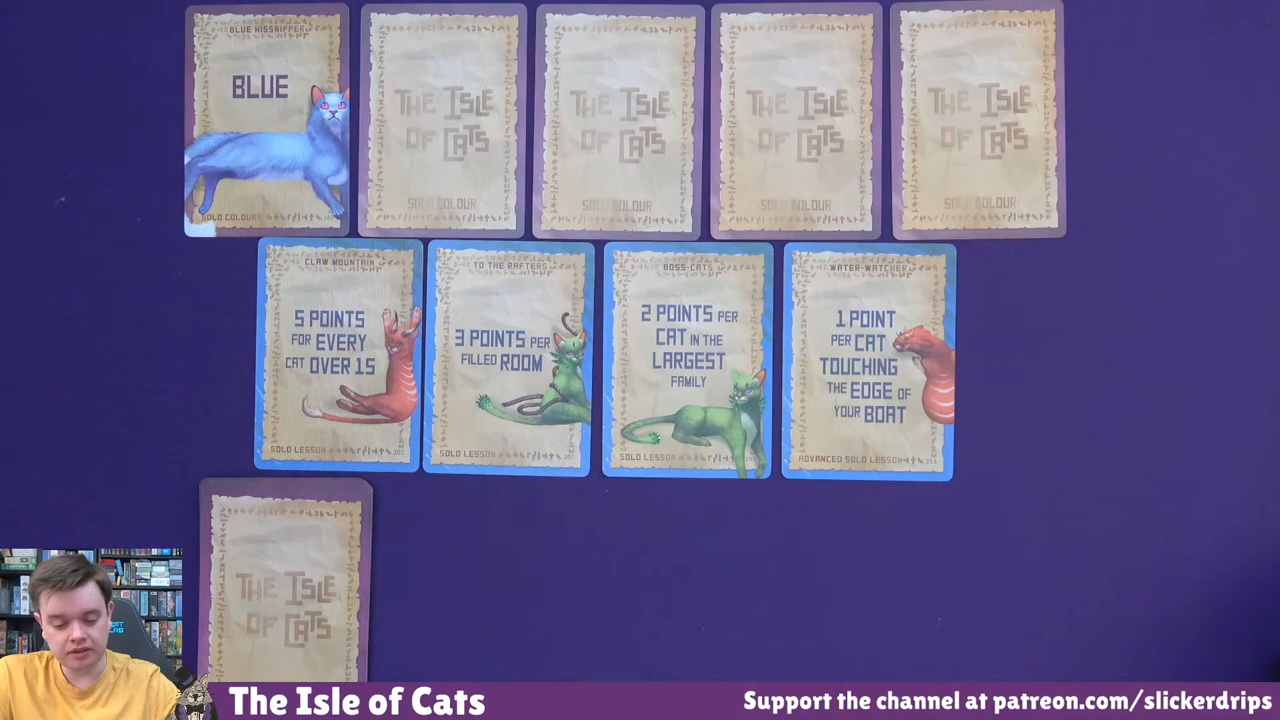 BLUE HISSNIPPER
BLUE
SOLO COLOURS
THE ISLE
OF CATS
SOLO COLOUR
THE ISLE
OF CATS
SOLO COLOUR
THE ISLE
OF CATS
SOLO COLOUR
THE ISLE
OF CATS
SOLO COLOUR
CLAW MOUNTAIN
5 POINTS
FOR EVERY
CAT OVER 15
SOLO LESSON
TO THE RAFTERS
3 POINTS PER
FILLED ROOM
SOLO LESSON
BOSS-CATS
2 POINTS PER
CAT IN THE
LARGEST
FAMILY
SOLO LESSON
WATER-WATCHER
1 POINT
PER CAT
TOUCHING
THE EDGE OF
YOUR BOAT
ADVANCED SOLO LESSON
214
THE ISLE
OF CATS
The Isle of Cats
Support the channel at patreon.com/slickerdrips